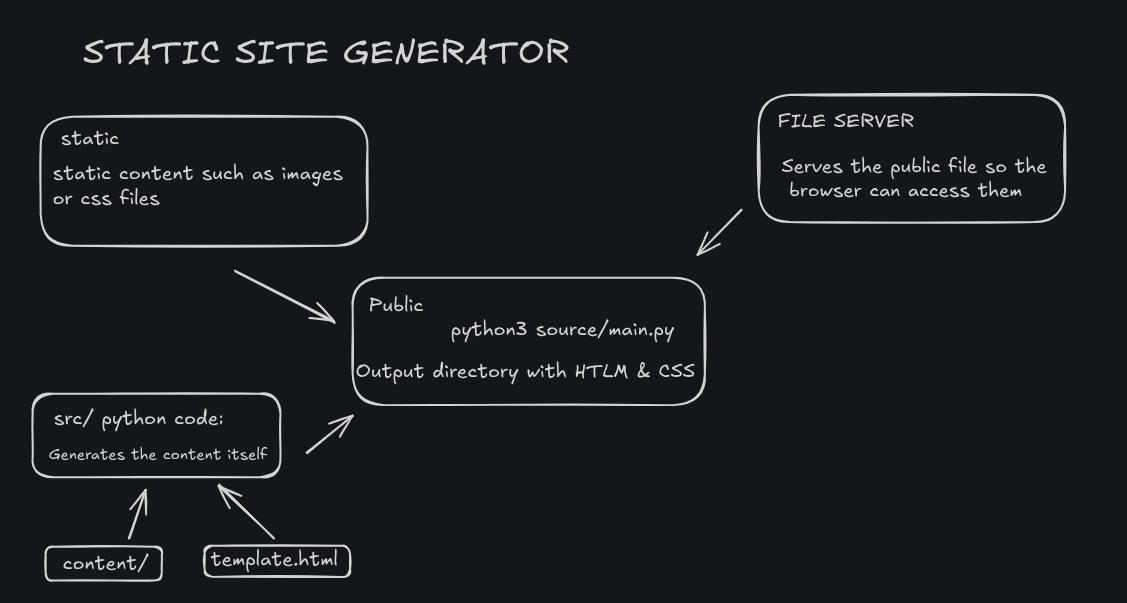 STATIC SITE GENERATOR
static
static content such as images
or css files
FILE SERVER
Serves the public file so the
browser can access them
Public
python3 source/main.py
Output directory with HTLM & CSS
src/ python code:
Generates the content itself
content/
template.html